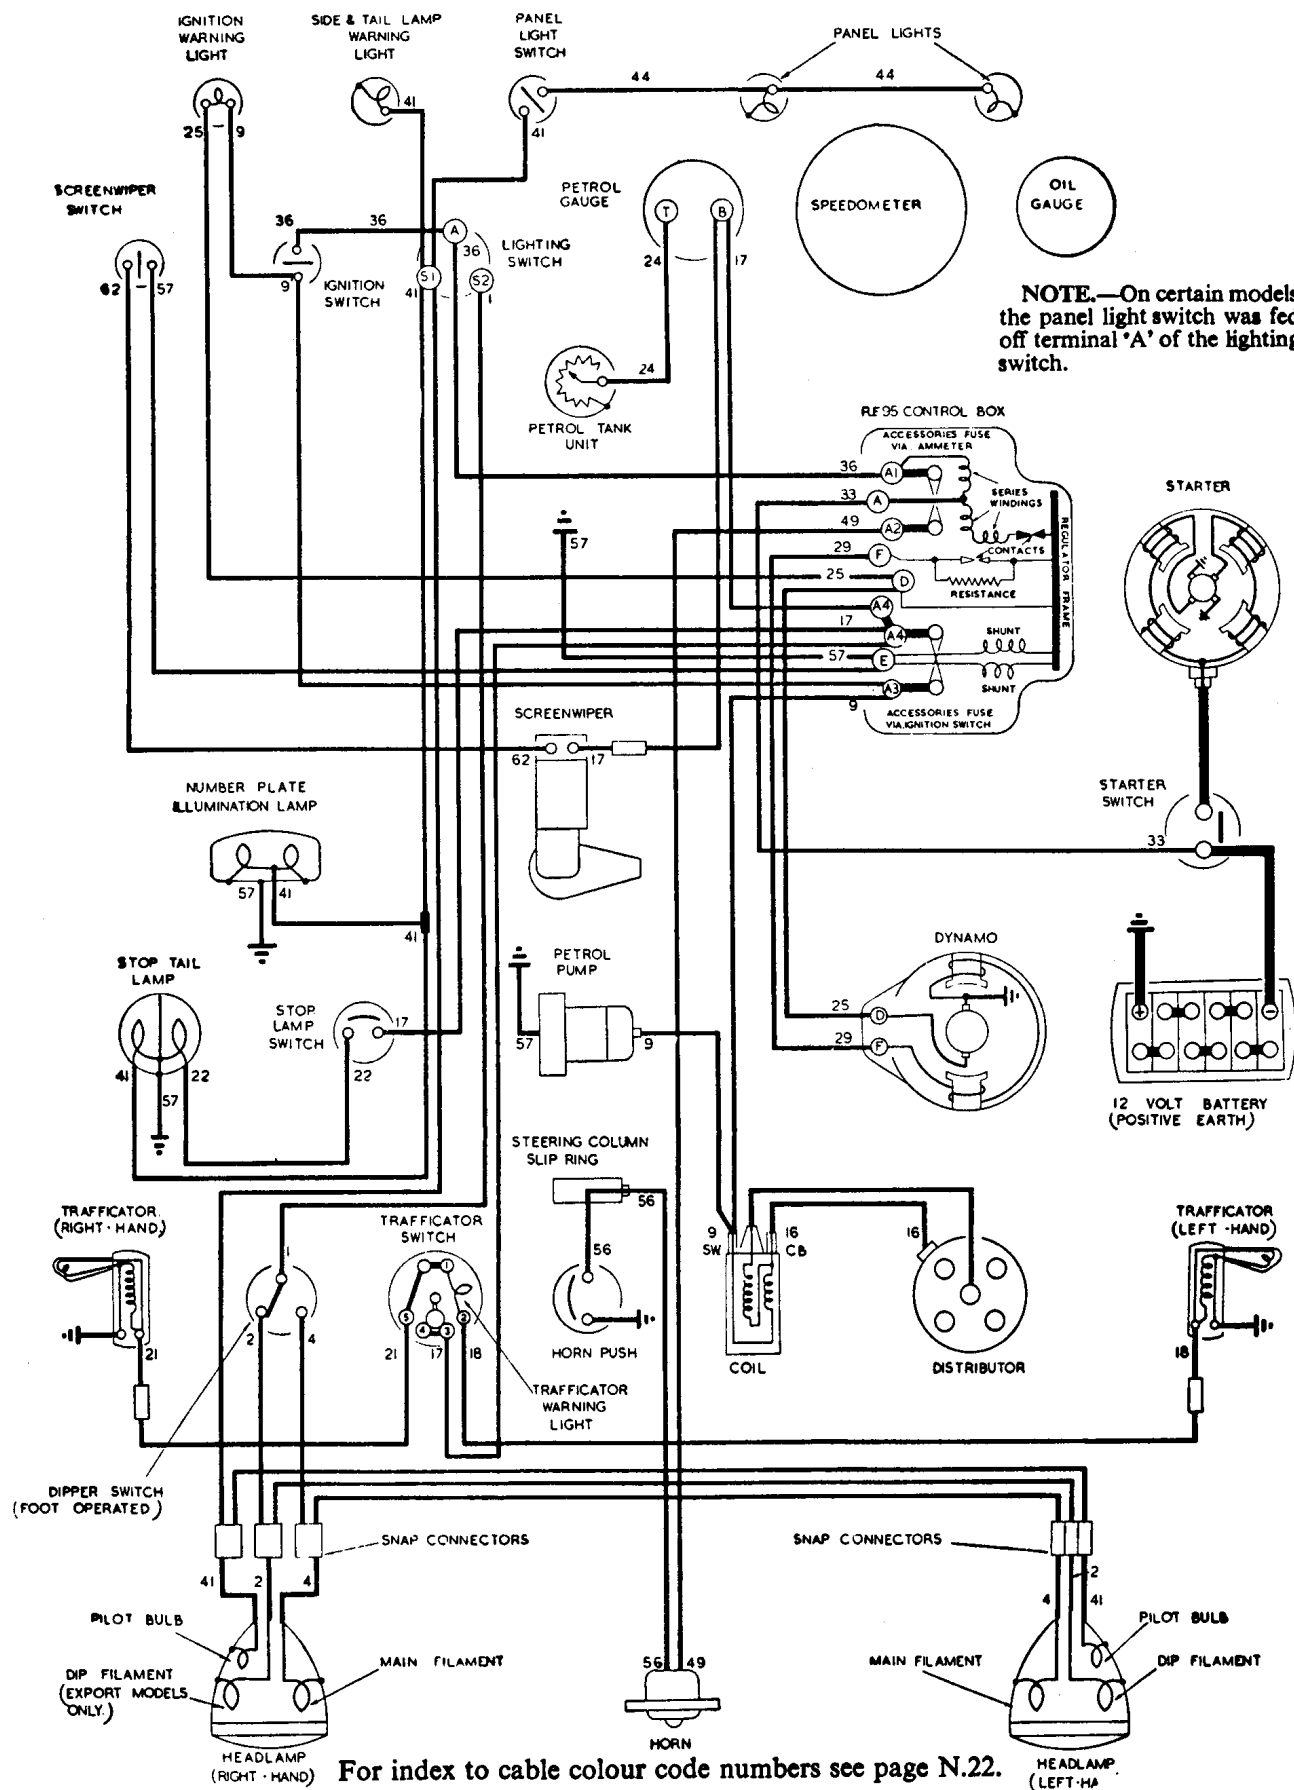 IGNITION
WARNING
LIGHT
SIDE & TAIL LAMP
WARNING
LIGHT
PANEL
LIGHT
SWITCH
PANEL LIGHTS
44
44
41
25
9
41
SCREENWIPER
SWITCH
PETROL
GAUGE
T
B
SPEEDOMETER
OIL
GAUGE
36
36
A
36
LIGHTING
SWITCH
24
17
62
57
9
IGNITION
SWITCH
41
S1
S2
1
NOTE.—On certain models
the panel light switch was fed
off terminal 'A' of the lighting
switch.
24
PETROL TANK
UNIT
RF 95 CONTROL BOX
ACCESSORIES FUSE
VIA AMMETER
36
A1
33
A
SERIES
WINDINGS
49
A2
CONTACTS
29
F
25
D
RESISTANCE
REGULATOR FRAME
A4
17
A4
SHUNT
57
E
SHUNT
A3
9
ACCESSORIES FUSE
VIA.IGNITION SWITCH
57
STARTER
SCREENWIPER
62
17
STARTER
SWITCH
33
NUMBER PLATE
ILLUMINATION LAMP
57
41
41
STOP TAIL
LAMP
41
22
57
STOP
LAMP
SWITCH
17
22
PETROL
PUMP
57
9
DYNAMO
25
D
29
F
+
-
12 VOLT BATTERY
(POSITIVE EARTH)
STEERING COLUMN
SLIP RING
56
56
HORN PUSH
TRAFFICATOR
(RIGHT-HAND)
21
1
2
4
TRAFFICATOR
SWITCH
1
5
4
3
2
21
17
18
TRAFFICATOR
WARNING
LIGHT
9
SW
16
CB
COIL
16
DISTRIBUTOR
TRAFFICATOR
(LEFT-HAND)
18
DIPPER SWITCH
(FOOT OPERATED)
SNAP CONNECTORS
SNAP CONNECTORS
41
2
4
4
2
41
PILOT BULB
DIP FILAMENT
(EXPORT MODELS
ONLY.)
MAIN FILAMENT
56
49
HORN
MAIN FILAMENT
PILOT BULB
DIP FILAMENT
HEADLAMP
(RIGHT-HAND)
For index to cable colour code numbers see page N.22.
HEADLAMP
(LEFT-HA